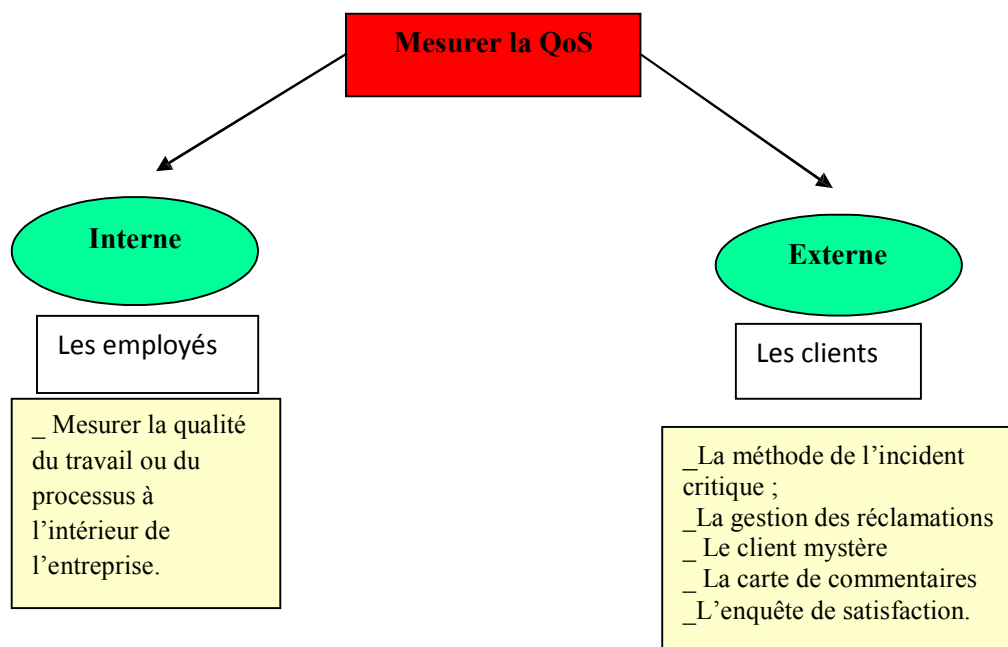 Mesurer la QoS
Interne
Les employés
_ Mesurer la qualité
du travail ou du
processus à
l’intérieur de
l’entreprise.
Externe
Les clients
_La méthode de l’incident
critique ;
_La gestion des réclamations
_ Le client mystère
_ La carte de commentaires
_L’enquête de satisfaction.